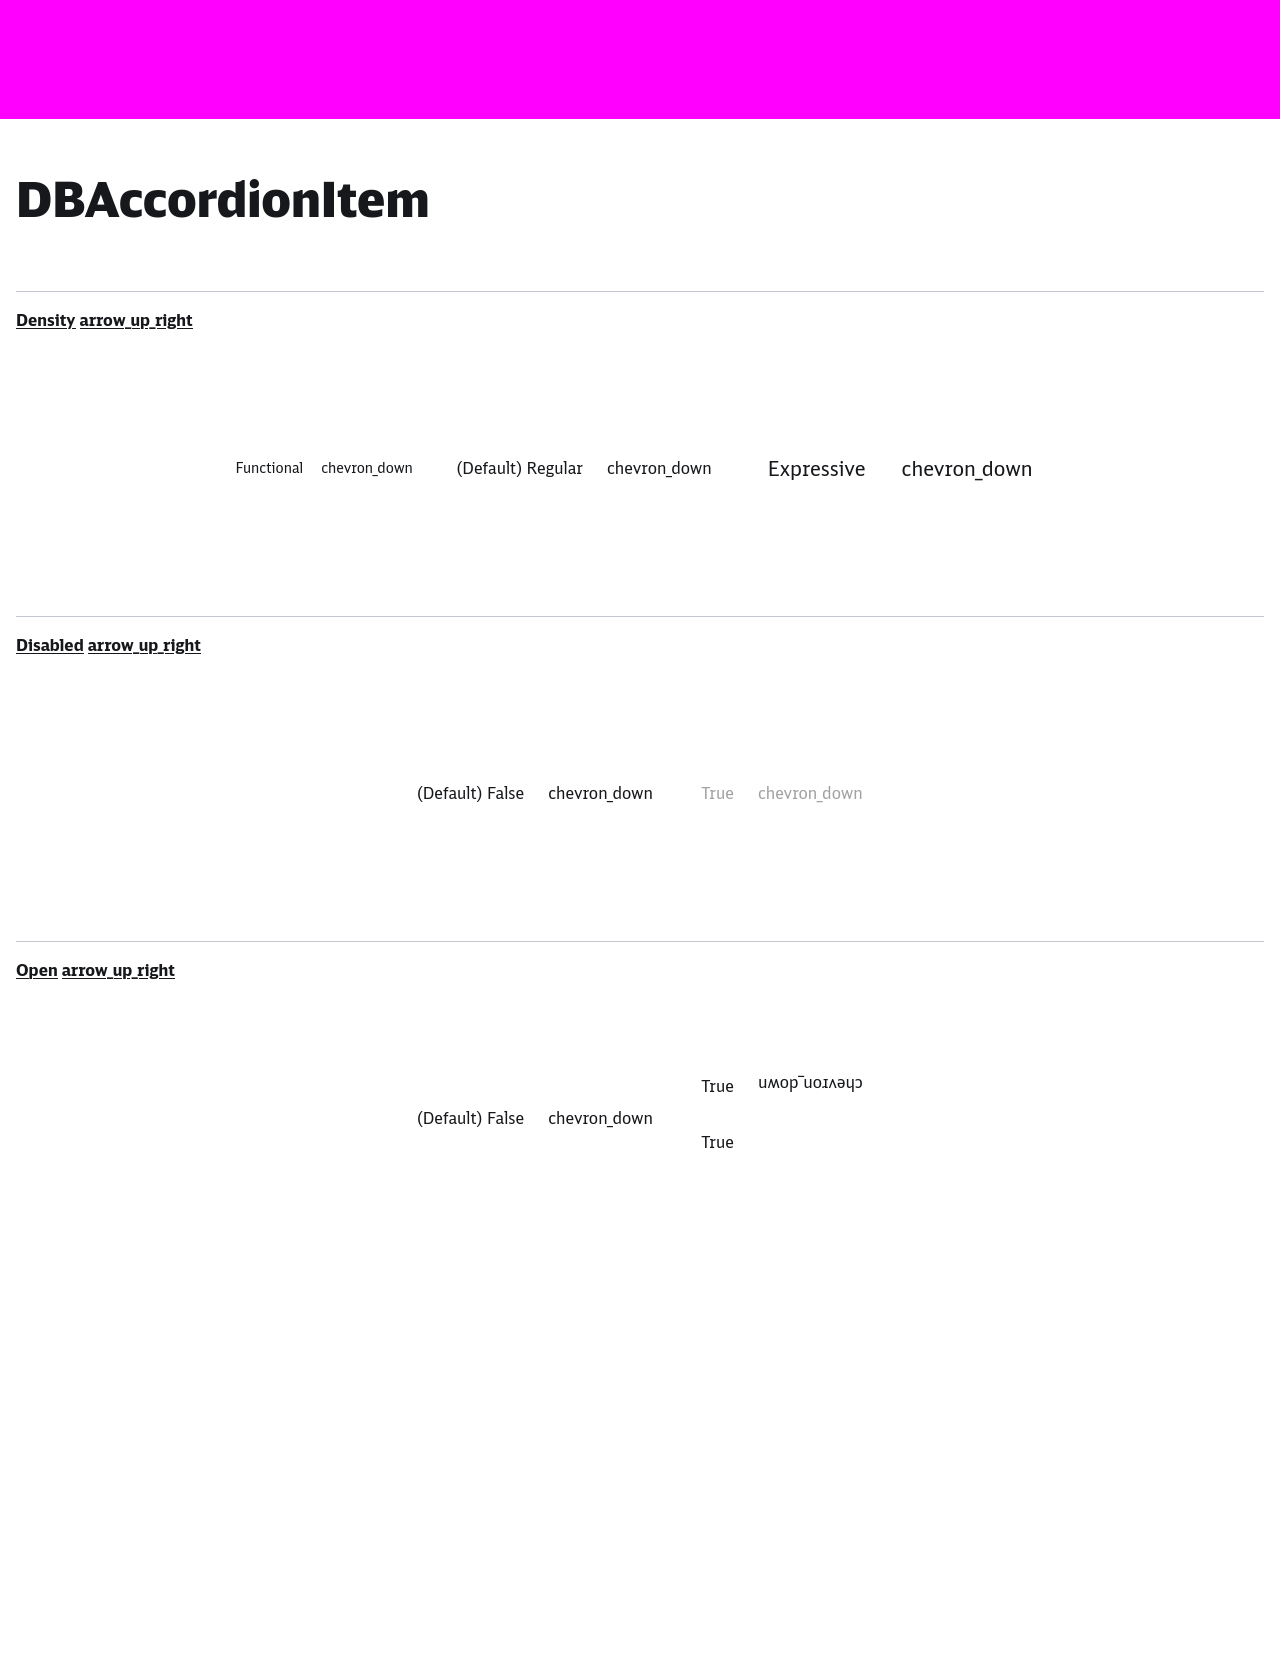 DBAccordionItem
Density arrow_up_right
Functional chevron_down (Default) Regular chevron_down Expressive chevron_down
Disabled arrow_up_right
(Default) False chevron_down True chevron_down
Open arrow_up_right
True chevron_down
(Default) False chevron_down
True